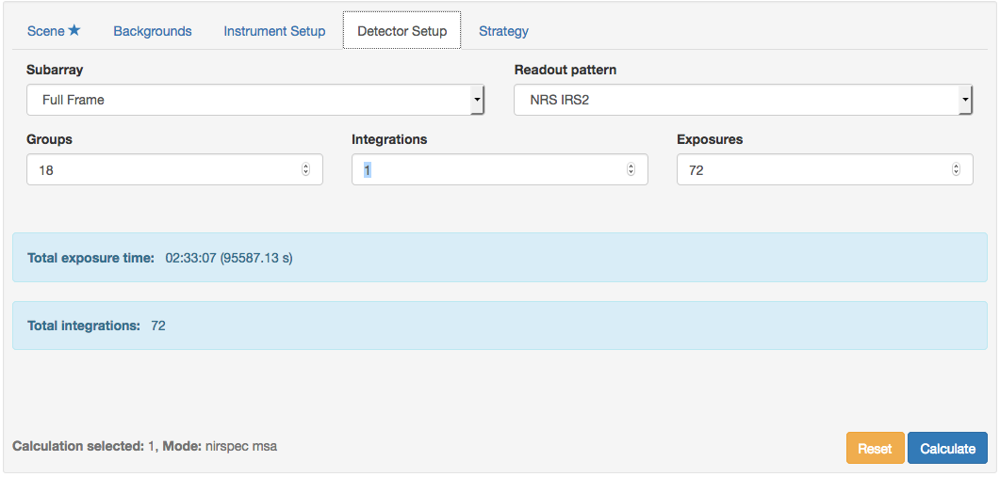 Scene★ Backgrounds Instrument Setup Detector Setup Strategy
Subarray Readout pattern
Full Frame NRS IRS2
Groups Integrations Exposures
18 1 72
Total exposure time: 02:33:07 (95587.13 s)
Total integrations: 72
Calculation selected: 1, Mode: nirspec msa Reset Calculate